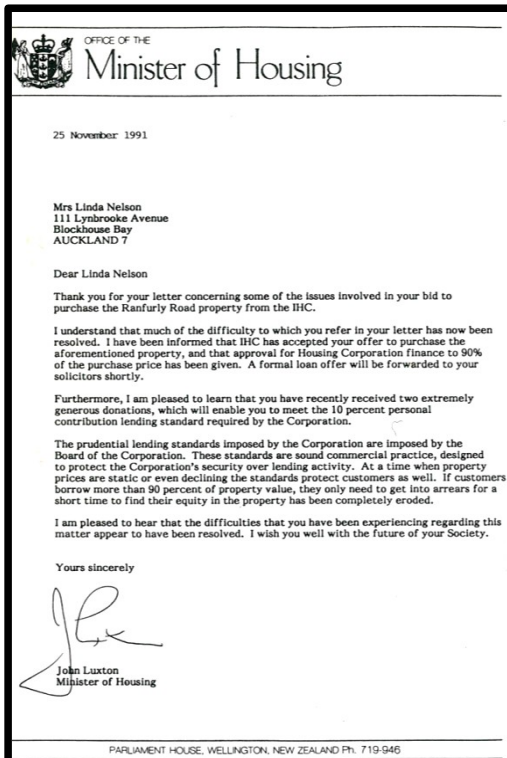 OFFICE OF THE
Minister of Housing
25 November 1991
Mrs Linda Nelson
111 Lynbrooke Avenue
Blockhouse Bay
AUCKLAND 7
Dear Linda Nelson
Thank you for your letter concerning some of the issues involved in your bid to
purchase the Ranfurly Road property from the IHC.
I understand that much of the difficulty to which you refer in your letter has now been
resolved. I have been informed that IHC has accepted your offer to purchase the
aforementioned property, and that approval for Housing Corporation finance to 90%
of the purchase price has been given. A formal loan offer will be forwarded to your
solicitors shortly.
Furthermore, I am pleased to learn that you have recently received two extremely
generous donations, which will enable you to meet the 10 percent personal
contribution lending standard required by the Corporation.
The prudential lending standards imposed by the Corporation are imposed by the
Board of the Corporation. These standards are sound commercial practice, designed
to protect the Corporation's security over lending activity. At a time when property
prices are static or even declining the standards protect customers as well. If customers
borrow more than 90 percent of property value, they only need to get into arrears for a
short time to find their equity in the property has been completely eroded.
I am pleased to hear that the difficulties that you have been experiencing regarding this
matter appear to have been resolved. I wish you well with the future of your Society.
Yours sincerely
John Luxton
Minister of Housing
PARLIAMENT HOUSE, WELLINGTON, NEW ZEALAND Ph. 719-946